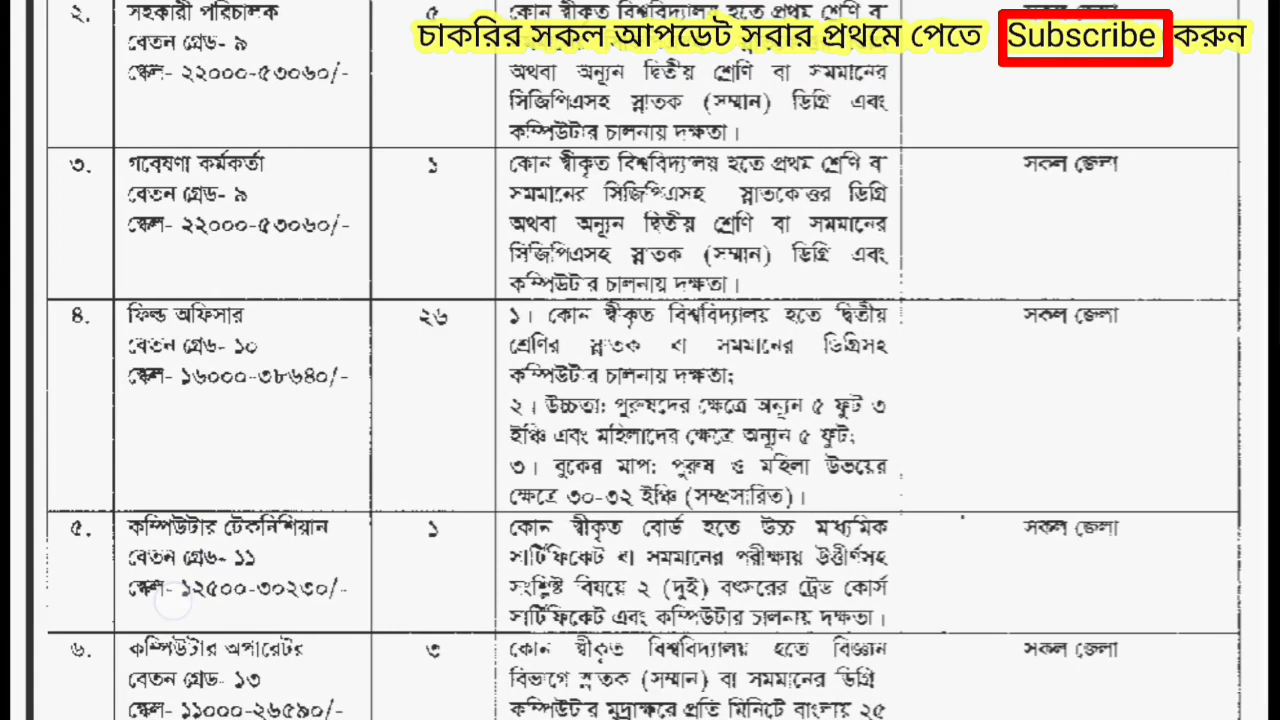 চাকরির সকল আপডেট সবার প্রথমে পেতে Subscribe করুন
২. সহকারী পরিচালক ৫ কোন স্বীকৃত বিশ্ববিদ্যালয় হতে প্রথম শ্রেণি বা
বেতন গ্রেড- ৯
স্কেল- ২২০০০-৫৩০৬০/- অথবা অন্যূন দ্বিতীয় শ্রেণি বা সমমানের
সিজিপিএসহ স্নাতক (সম্মান) ডিগ্রি এবং
কম্পিউটার চালনায় দক্ষতা।
৩. গবেষণা কর্মকর্তা ১ কোন স্বীকৃত বিশ্ববিদ্যালয় হতে প্রথম শ্রেণি বা সকল জেলা
বেতন গ্রেড- ৯ সমমানের সিজিপিএসহ স্নাতকোত্তর ডিগ্রি
স্কেল- ২২০০০-৫৩০৬০/- অথবা অন্যূন দ্বিতীয় শ্রেণি বা সমমানের
সিজিপিএসহ স্নাতক (সম্মান) ডিগ্রি এবং
কম্পিউটার চালনায় দক্ষতা।
৪. ফিল্ড অফিসার ২৬ ১। কোন স্বীকৃত বিশ্ববিদ্যালয় হতে দ্বিতীয় সকল জেলা
বেতন গ্রেড- ১০ শ্রেণির স্নাতক বা সমমানের ডিগ্রিসহ
স্কেল- ১৬০০০-৩৮৬৪০/- কম্পিউটার চালনায় দক্ষতা;
২। উচ্চতা: পুরুষদের ক্ষেত্রে অন্যূন ৫ ফুট ৩
ইঞ্চি এবং মহিলাদের ক্ষেত্রে অন্যূন ৫ ফুট;
৩। বুকের মাপ: পুরুষ ও মহিলা উভয়ের
ক্ষেত্রে ৩০-৩২ ইঞ্চি (সম্প্রসারিত)।
৫. কম্পিউটার টেকনিশিয়ান ১ কোন স্বীকৃত বোর্ড হতে উচ্চ মাধ্যমিক সকল জেলা
বেতন গ্রেড- ১১ সার্টিফিকেট বা সমমানের পরীক্ষায় উত্তীর্ণসহ
স্কেল- ১২৫০০-৩০২৩০/- সংশ্লিষ্ট বিষয়ে ২ (দুই) বৎসরের ট্রেড কোর্স
সার্টিফিকেট এবং কম্পিউটার চালনায় দক্ষতা।
৬. কম্পিউটার অপারেটর ৩ কোন স্বীকৃত বিশ্ববিদ্যালয় হতে বিজ্ঞান সকল জেলা
বেতন গ্রেড- ১৩ বিভাগে স্নাতক (সম্মান) বা সমমানের ডিগ্রি
স্কেল- ১১০০০-২৬৫৯০/- কম্পিউটার মুদ্রাক্ষরে প্রতি মিনিটে বাংলায় ২৫